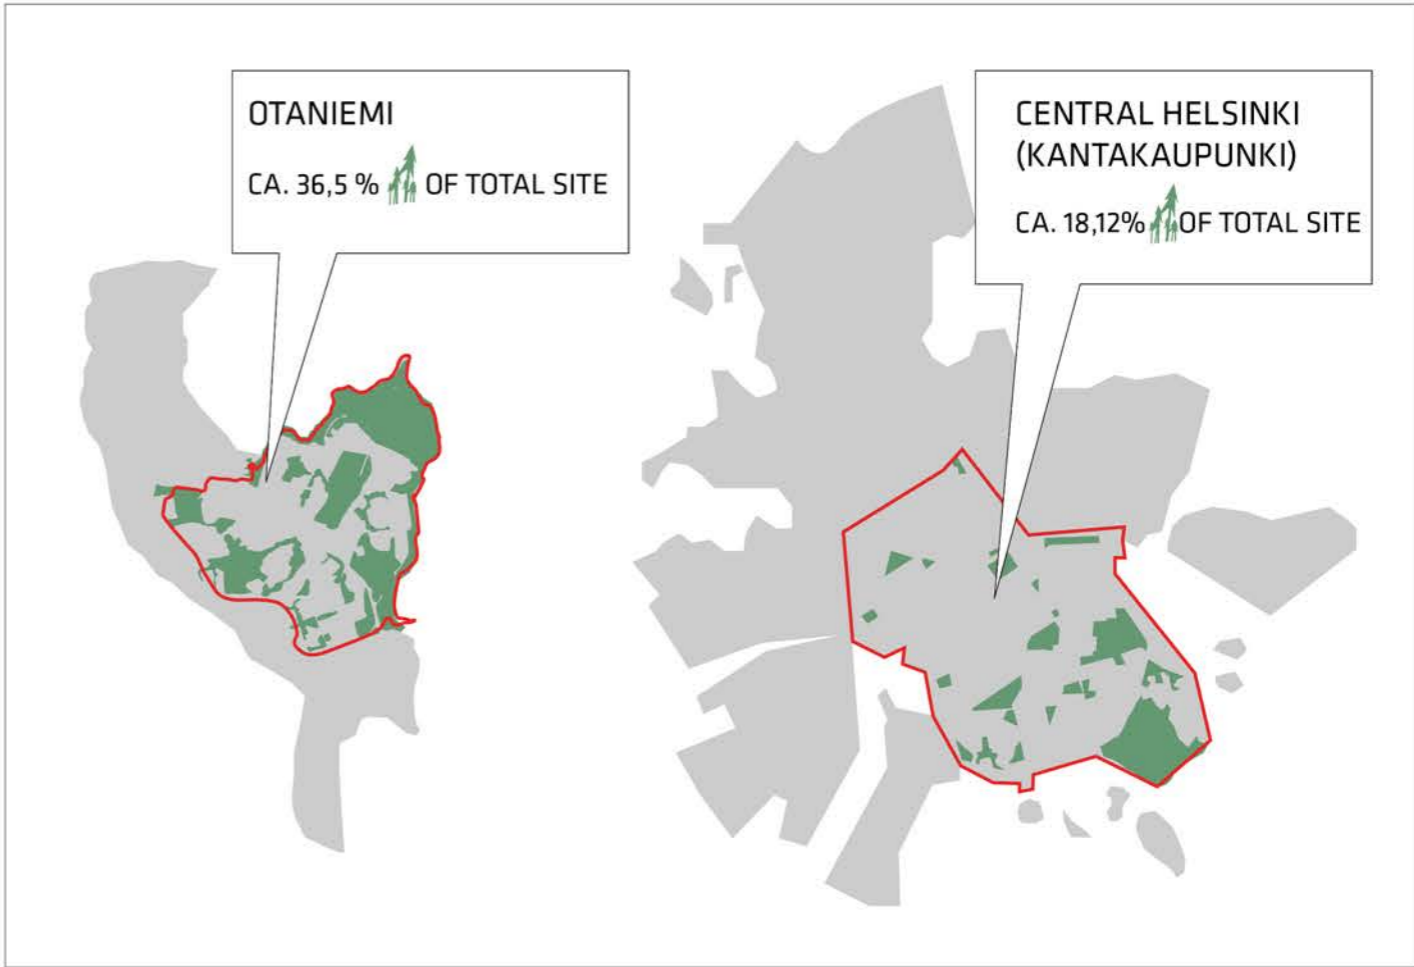 OTANIEMI
CA. 36,5 % OF TOTAL SITE
CENTRAL HELSINKI
(KANTAKAUPUNKI)
CA. 18,12% OF TOTAL SITE